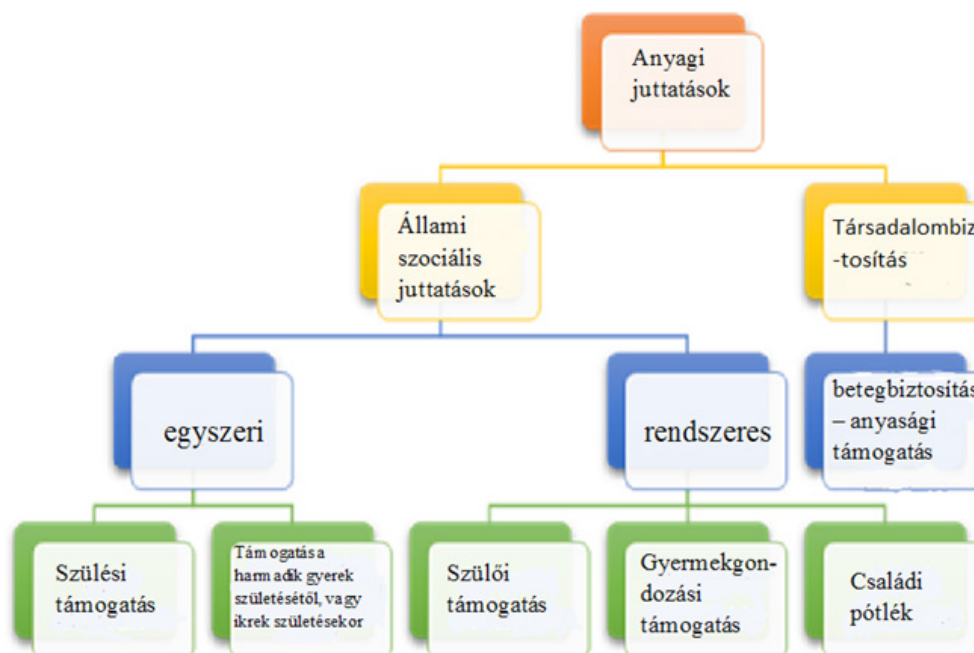 Anyagi
juttatások
Állami
szociális
juttatások
Társadalombiz
-tosítás
egyszeri
rendszeres
betegbiztosítás
– anyasági
támogatás
Szülési
támogatás
Támogatás a
harmadik gyerek
születésétől, vagy
ikrek születésekor
Szülői
támogatás
Gyermekgon-
dozási
támogatás
Családi
pótlék